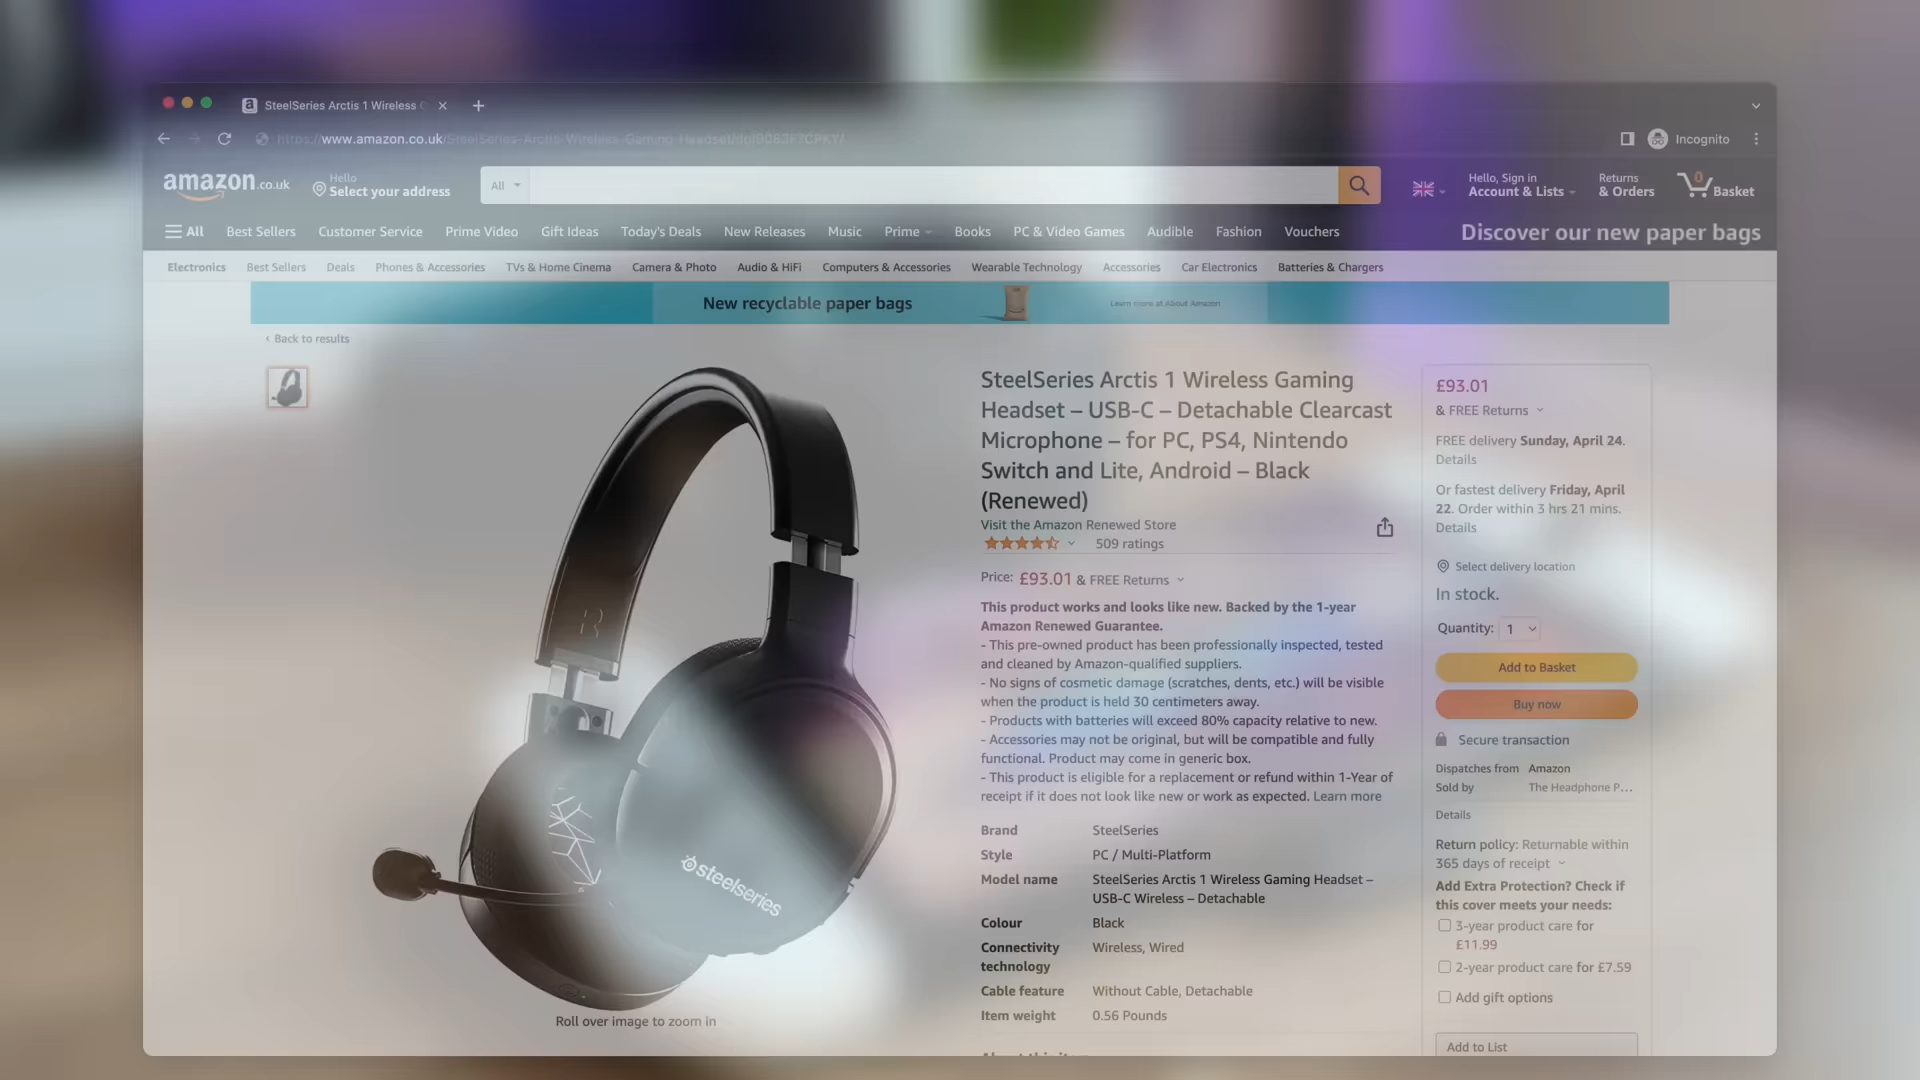 SteelSeries Arctis 1 Wireless
https://www.amazon.co.uk/SteelSeries-Arctis-Wireless-Gaming-Headset/dp/
Incognito
amazon.co.uk
Hello
Select your address
All
Hello, Sign in
Account & Lists
Returns
& Orders
0
Basket
All Best Sellers Customer Service Prime Video Gift Ideas Today's Deals New Releases Music Prime Books PC & Video Games Audible Fashion Vouchers
Discover our new paper bags
Electronics Best Sellers Deals Phones & Accessories TVs & Home Cinema Camera & Photo Audio & HiFi Computers & Accessories Wearable Technology Accessories Car Electronics Batteries & Chargers
New recyclable paper bags
Learn more at About Amazon
‹ Back to results
steelseries
Roll over image to zoom in
SteelSeries Arctis 1 Wireless Gaming
Headset – USB-C – Detachable Clearcast
Microphone – for PC, PS4, Nintendo
Switch and Lite, Android – Black
(Renewed)
Visit the Amazon Renewed Store
509 ratings
Price: £93.01 & FREE Returns
This product works and looks like new. Backed by the 1-year
Amazon Renewed Guarantee.
- This pre-owned product has been professionally inspected, tested
and cleaned by Amazon-qualified suppliers.
- No signs of cosmetic damage (scratches, dents, etc.) will be visible
when the product is held 30 centimeters away.
- Products with batteries will exceed 80% capacity relative to new.
- Accessories may not be original, but will be compatible and fully
functional. Product may come in generic box.
- This product is eligible for a replacement or refund within 1-Year of
receipt if it does not look like new or work as expected. Learn more
Brand SteelSeries
Style PC / Multi-Platform
Model name SteelSeries Arctis 1 Wireless Gaming Headset –
USB-C Wireless – Detachable
Colour Black
Connectivity Wireless, Wired
technology
Cable feature Without Cable, Detachable
Item weight 0.56 Pounds
£93.01
& FREE Returns
FREE delivery Sunday, April 24.
Details
Or fastest delivery Friday, April
22. Order within 3 hrs 21 mins.
Details
Select delivery location
In stock.
Quantity: 1
Add to Basket
Buy now
Secure transaction
Dispatches from Amazon
Sold by The Headphone P...
Details
Return policy: Returnable within
365 days of receipt
Add Extra Protection? Check if
this cover meets your needs:
3-year product care for
£11.99
2-year product care for £7.59
Add gift options
Add to List